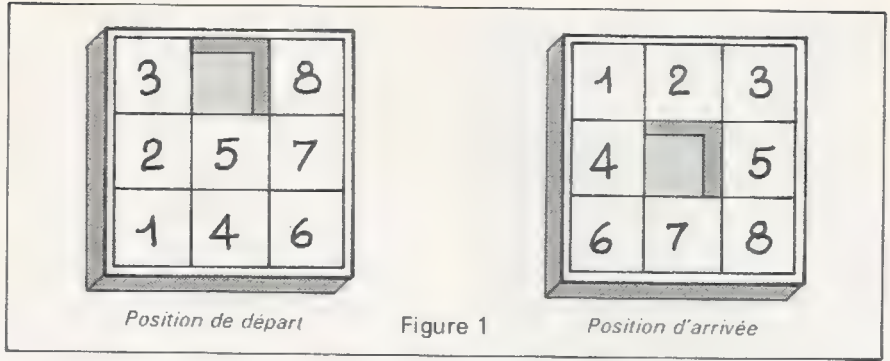 3 8
2 5 7
1 4 6
Position de départ
1 2 3
4 5
6 7 8
Position d'arrivée
Figure 1